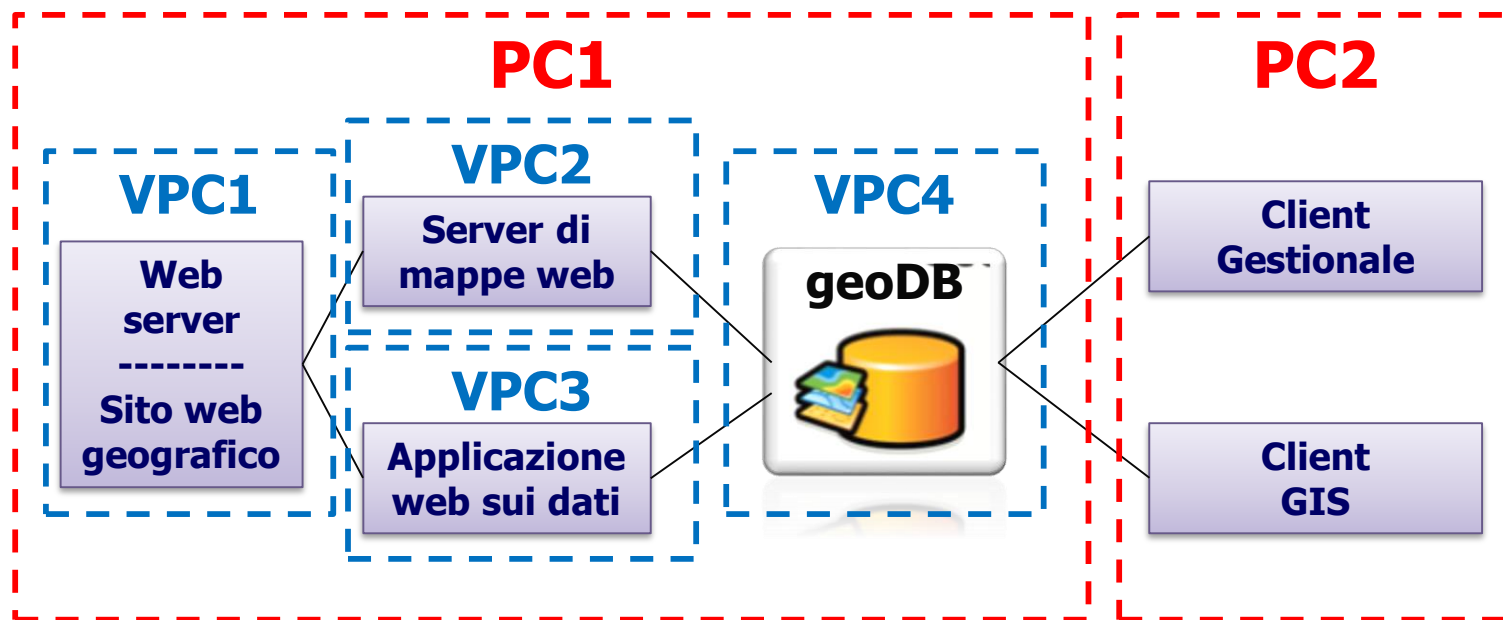 PC1
VPC1
Web
server
--------
Sito web
geografico
VPC2
Server di
mappe web
VPC3
Applicazione
web sui dati
VPC4
geoDB
PC2
Client
Gestionale
Client
GIS